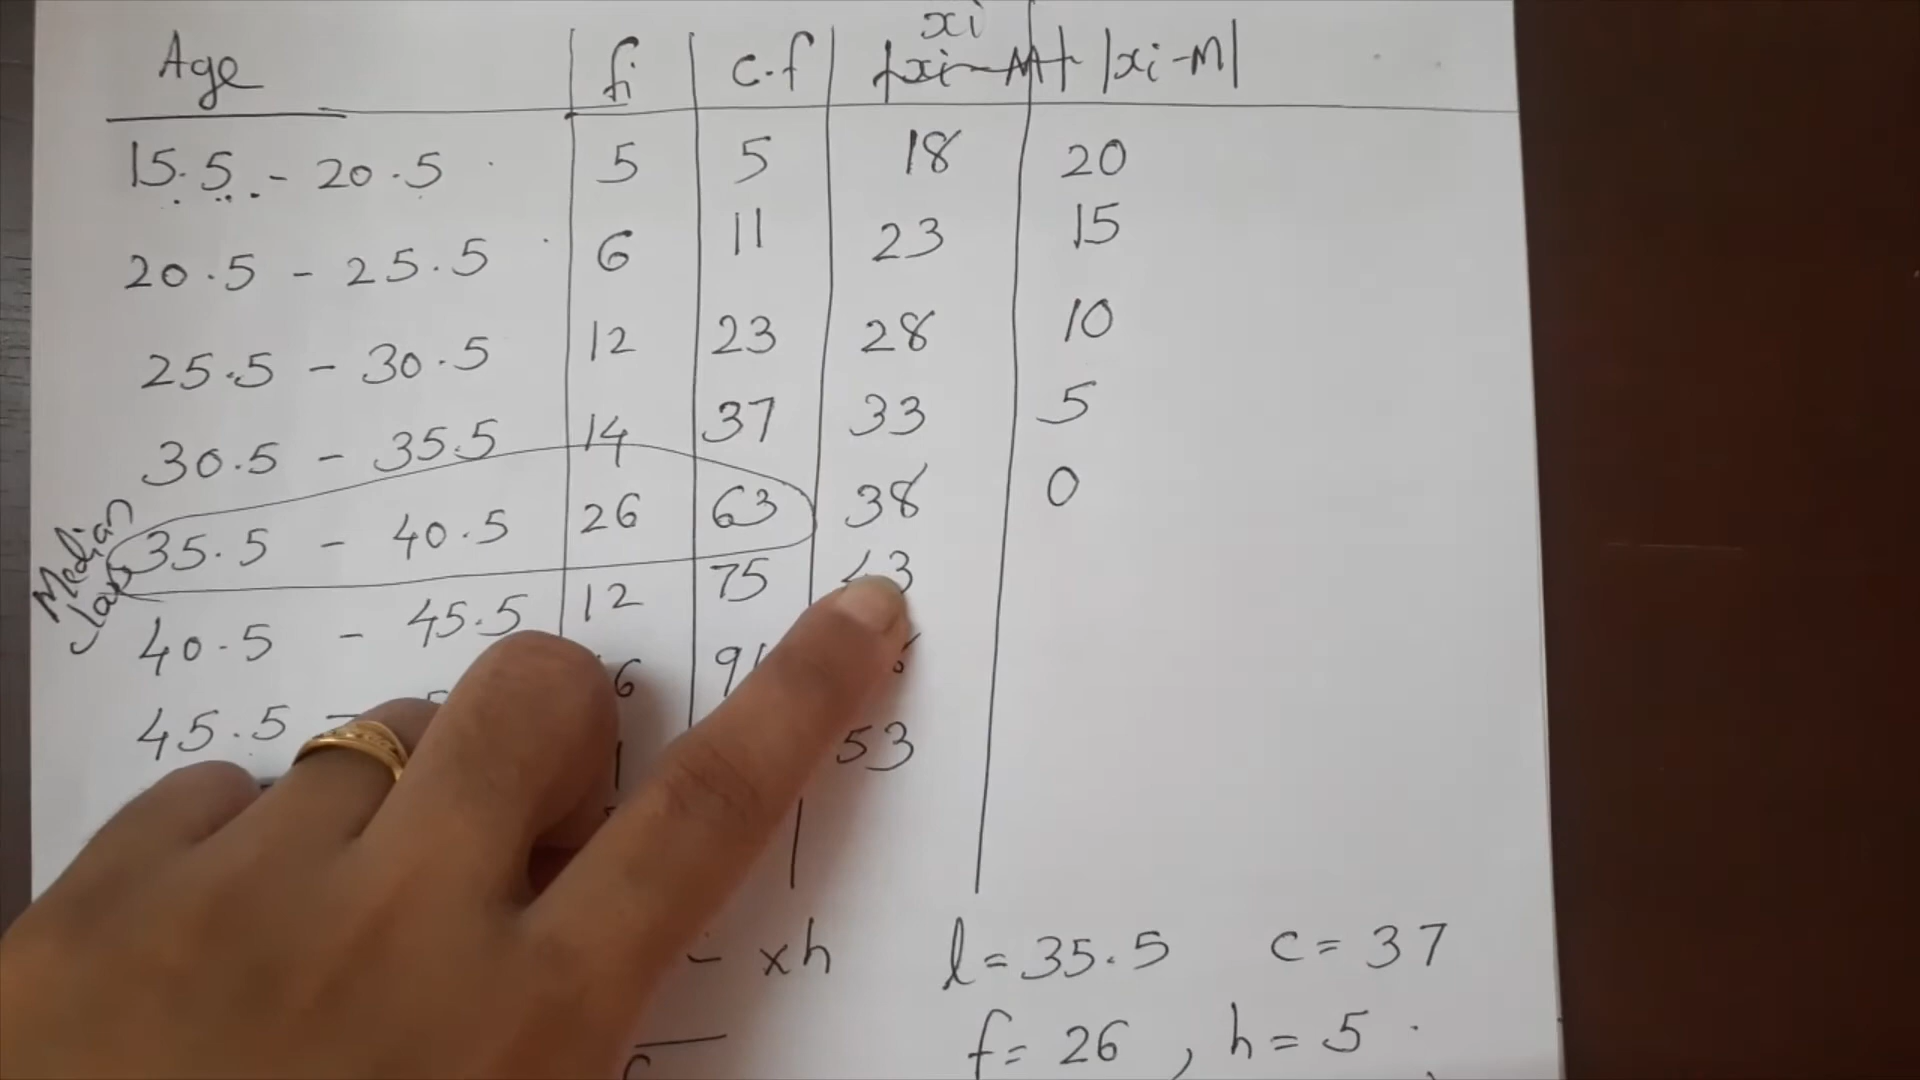 Age fi c.f xi |xi-M| |xi-M|
15.5 - 20.5 5 5 18 20
20.5 - 25.5 6 11 23 15
25.5 - 30.5 12 23 28 10
30.5 - 35.5 14 37 33 5
Median 35.5 - 40.5 26 63 38 0
40.5 - 45.5 12 75 43
45.5 - 6 53
xh l = 35.5 c = 37
f = 26 , h = 5